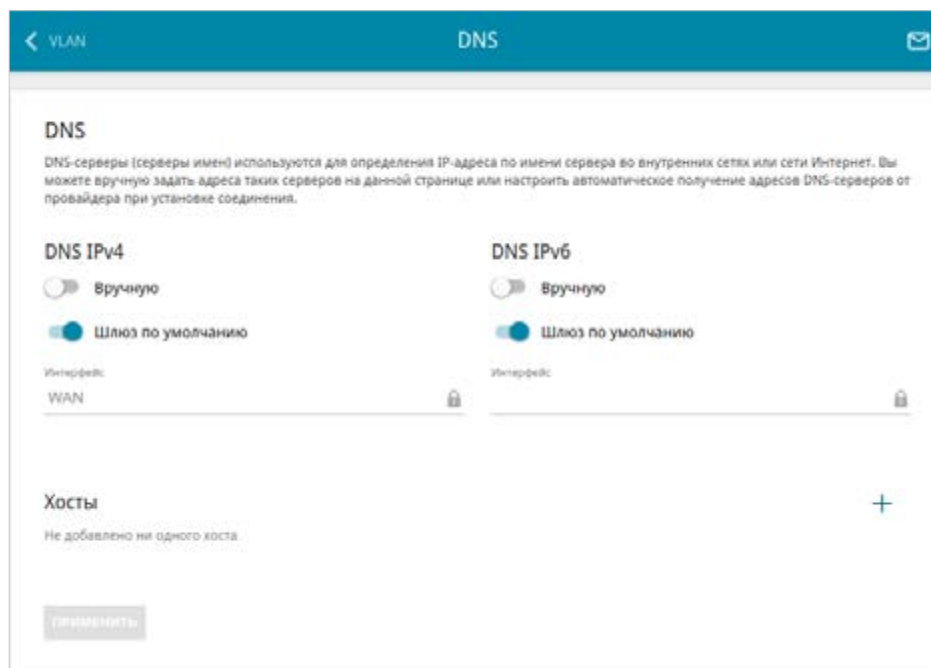 VLAN
DNS
DNS
DNS-серверы (серверы имен) используются для определения IP-адреса по имени сервера во внутренних сетях или сети Интернет. Вы
можете вручную задать адреса таких серверов на данной странице или настроить автоматическое получение адресов DNS-серверов от
провайдера при установке соединения.
DNS IPv4
DNS IPv6
Вручную
Вручную
Шлюз по умолчанию
Шлюз по умолчанию
Интерфейс
Интерфейс
WAN
Хосты
Не добавлено ни одного хоста
ПРИМЕНИТЬ